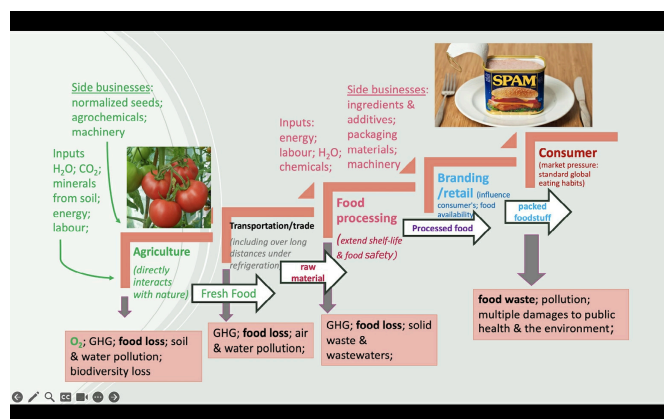 Side businesses:
normalized seeds;
agrochemicals;
machinery
Inputs
H₂O; CO₂;
minerals
from soil;
energy;
labour;
Agriculture
(directly
interacts
with nature)
Fresh Food
O₂; GHG; food loss; soil
& water pollution;
biodiversity loss
Transportation/trade
(including over long
distances under
refrigeration)
raw
material
GHG; food loss; air
& water pollution;
Inputs:
energy;
labour; H₂O;
chemicals;
Side businesses:
ingredients &
additives;
packaging
materials;
machinery
Food
processing
(extend shelf-life
& food safety)
Processed food
GHG; food loss; solid
waste &
wastewaters;
SPAM
Branding
/retail (influence
consumer's; food
availability)
packed
foodstuff
Consumer
(market pressure:
standard global
eating habits)
food waste; pollution;
multiple damages to public
health & the environment;
CC